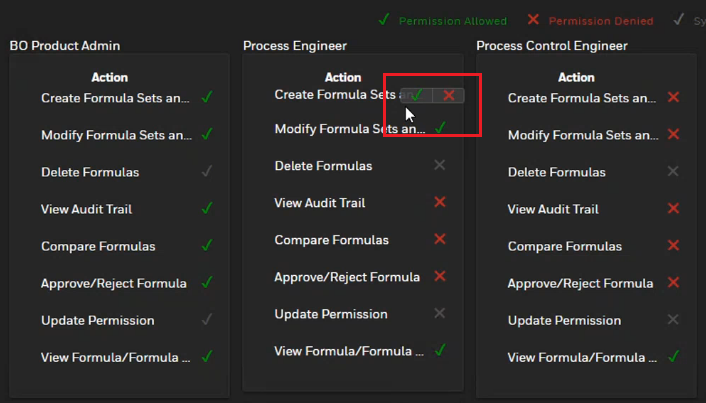 Permission Allowed Permission Denied Sy
BO Product Admin
Action
Create Formula Sets an...
Modify Formula Sets an...
Delete Formulas
View Audit Trail
Compare Formulas
Approve/Reject Formula
Update Permission
View Formula/Formula ...
Process Engineer
Action
Create Formula Sets an
Modify Formula Sets an...
Delete Formulas
View Audit Trail
Compare Formulas
Approve/Reject Formula
Update Permission
View Formula/Formula ...
Process Control Engineer
Action
Create Formula Sets an...
Modify Formula Sets an...
Delete Formulas
View Audit Trail
Compare Formulas
Approve/Reject Formula
Update Permission
View Formula/Formula ...